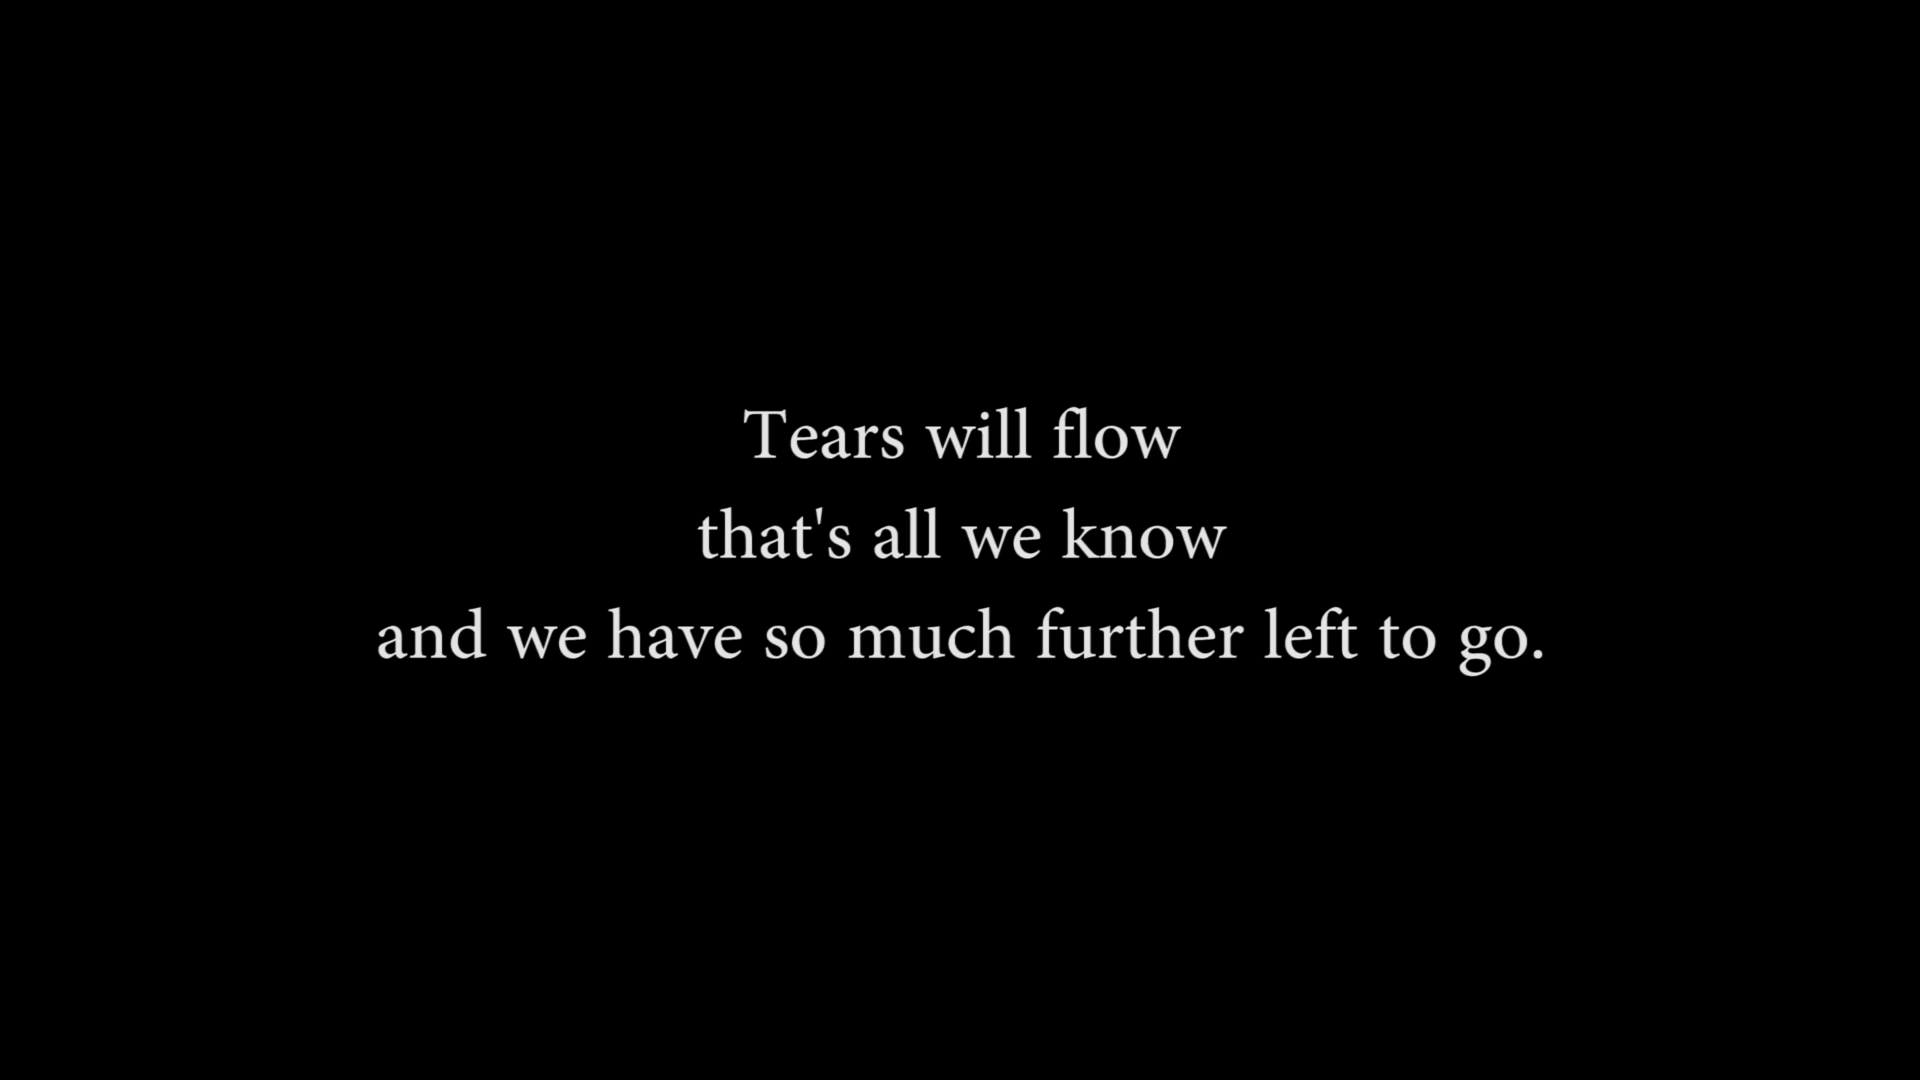 Tears will flow
that's all we know
and we have so much further left to go.